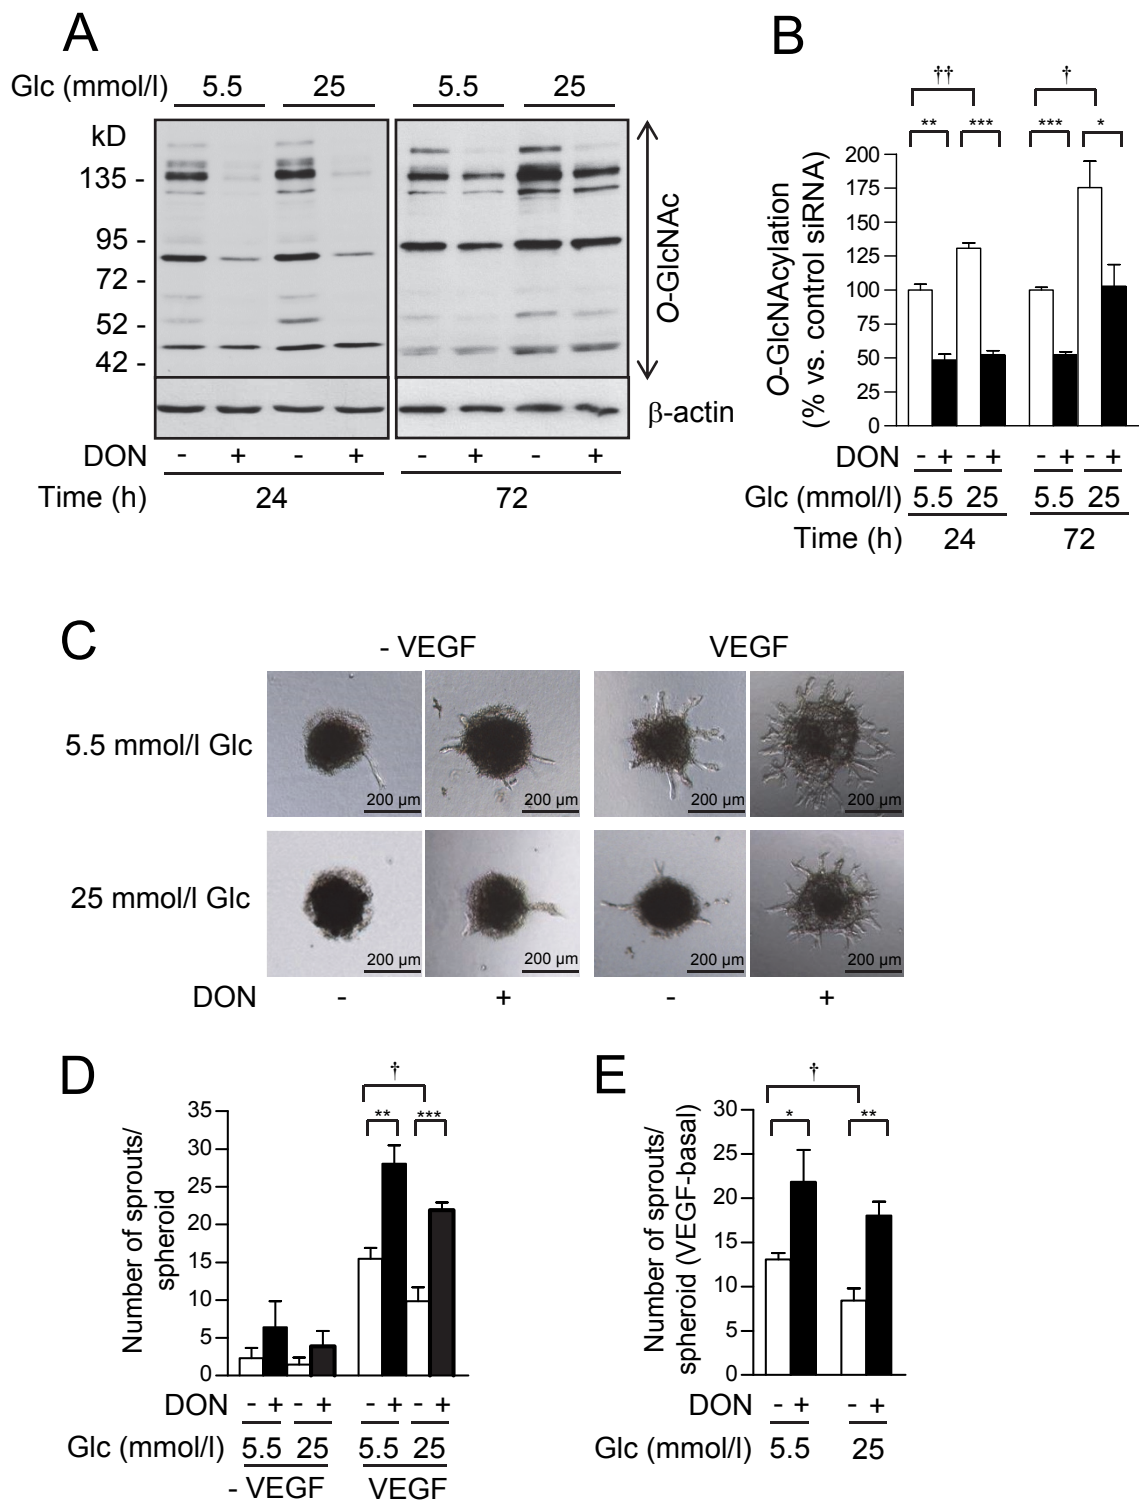 A
Glc (mmol/l) 5.5 25 5.5 25
kD
135 -
95 -
72 -
52 -
42 -
O-GlcNAc
β-actin
DON - + - + - + - +
Time (h) 24 72
B
†† †
** *** *** *
O-GlcNAcylation
(% vs. control siRNA)
200
175
150
125
100
75
50
25
0
DON - + - + - + - +
Glc (mmol/l) 5.5 25 5.5 25
Time (h) 24 72
C
- VEGF VEGF
5.5 mmol/l Glc
200 µm 200 µm 200 µm 200 µm
25 mmol/l Glc
200 µm 200 µm 200 µm 200 µm
DON - + - +
D
†
** ***
Number of sprouts/
spheroid
35
30
25
20
15
10
5
0
DON - + - + - + - +
Glc (mmol/l) 5.5 25 5.5 25
- VEGF VEGF
E
†
* **
Number of sprouts/
spheroid (VEGF-basal)
30
25
20
15
10
5
0
DON - + - +
Glc (mmol/l) 5.5 25